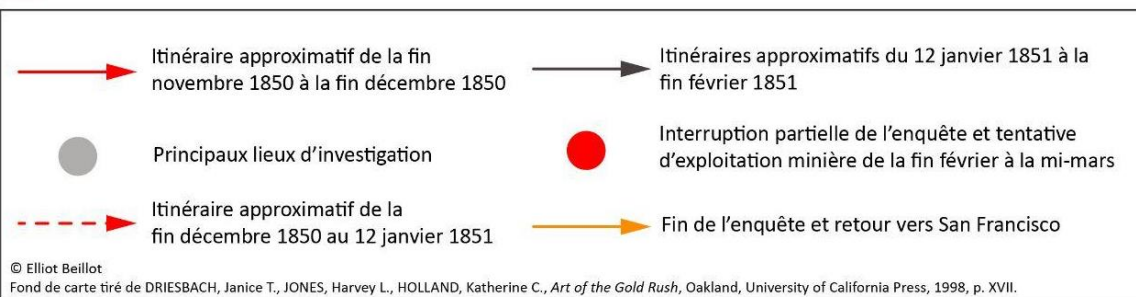 Itinéraire approximatif de la fin
novembre 1850 à la fin décembre 1850
Itinéraires approximatifs du 12 janvier 1851 à la
fin février 1851
Principaux lieux d’investigation
Interruption partielle de l’enquête et tentative
d’exploitation minière de la fin février à la mi-mars
Itinéraire approximatif de la
fin décembre 1850 au 12 janvier 1851
Fin de l’enquête et retour vers San Francisco
© Elliot Beillot
Fond de carte tiré de DRIESBACH, Janice T., JONES, Harvey L., HOLLAND, Katherine C., Art of the Gold Rush, Oakland, University of California Press, 1998, p. XVII.